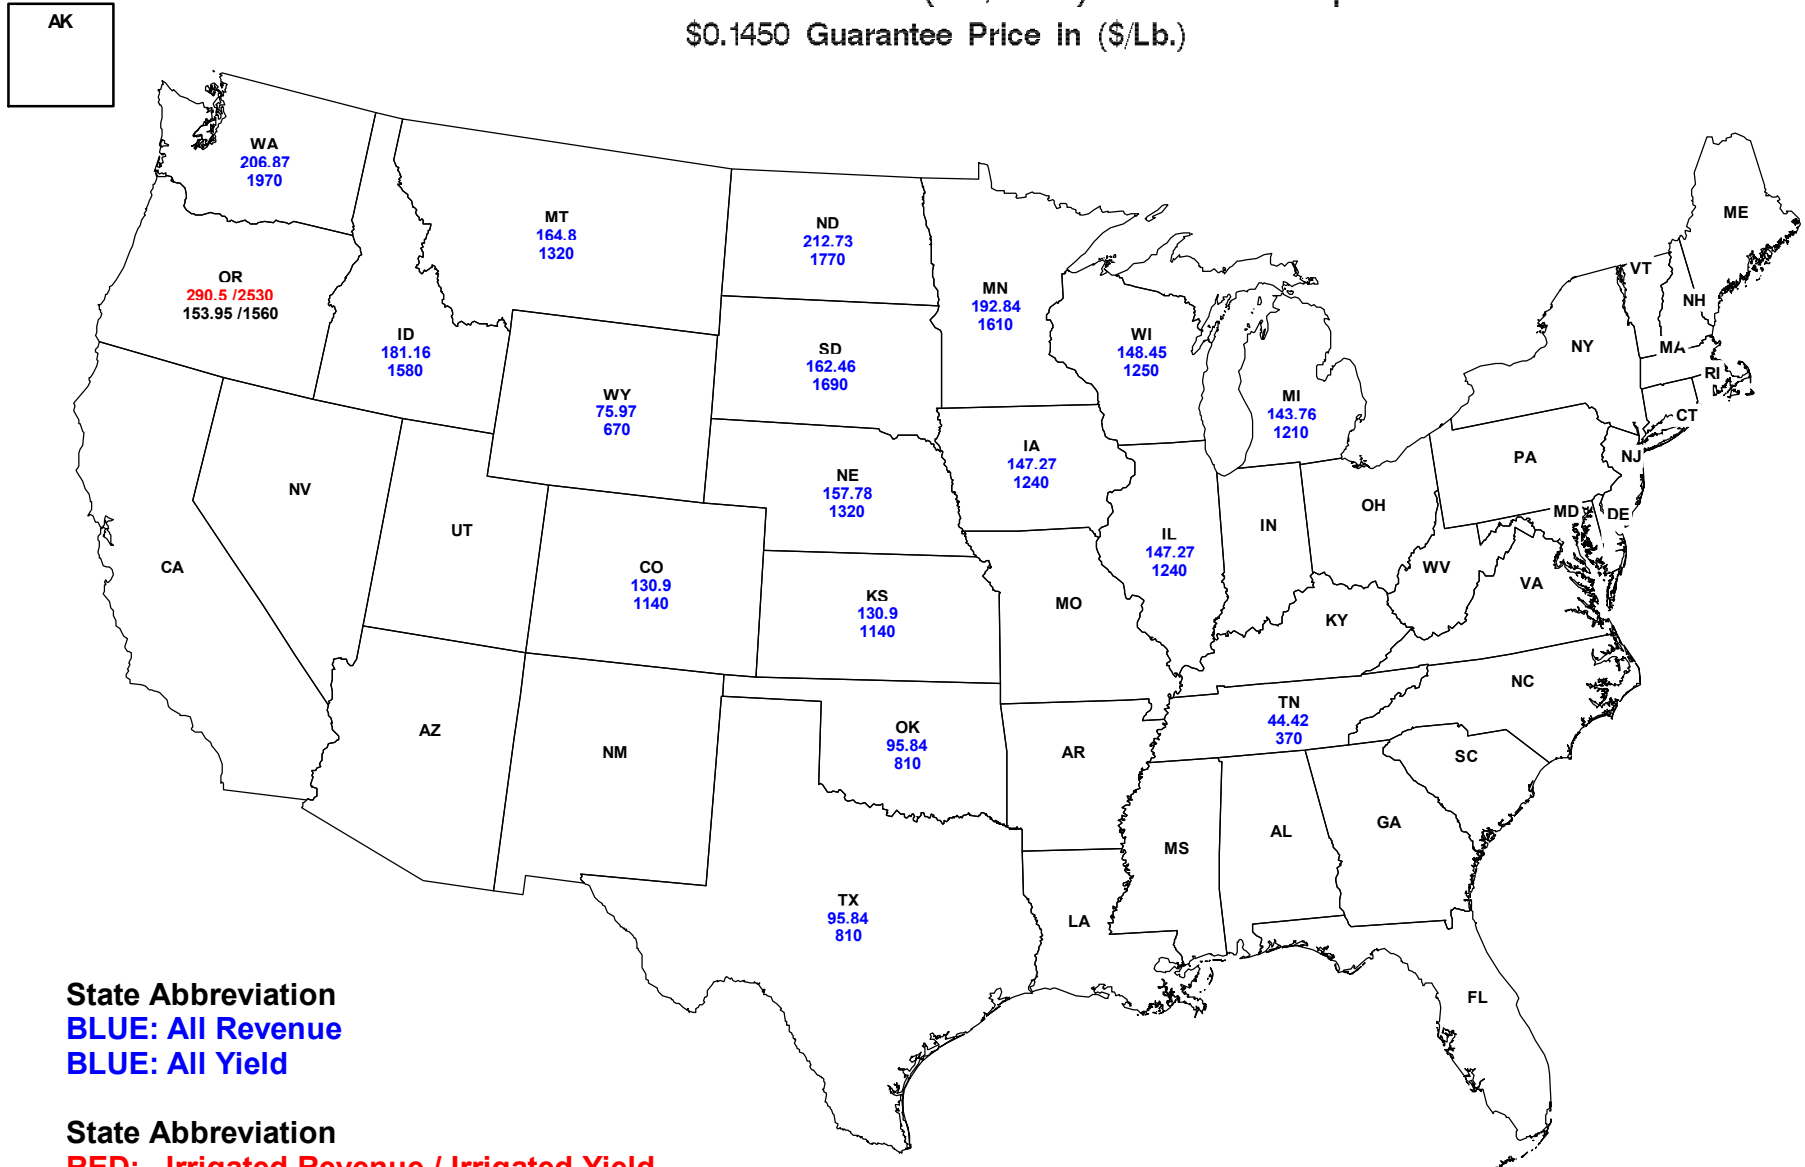 AK
$0.1450 Guarantee Price in ($/Lb.)
WA
206.87
1970
MT
164.8
1320
ND
212.73
1770
MN
192.84
1610
OR
290.5 /2530
153.95 /1560
ID
181.16
1580
WY
75.97
670
SD
162.46
1690
WI
148.45
1250
MI
143.76
1210
ME
VT
NH
NY
MA
RI
CT
NV
UT
CA
NE
157.78
1320
IA
147.27
1240
IL
147.27
1240
IN
OH
PA
NJ
MD
DE
WV
VA
CO
130.9
1140
KS
130.9
1140
MO
KY
NC
AZ
NM
OK
95.84
810
AR
TN
44.42
370
SC
MS
AL
GA
TX
95.84
810
LA
FL
State Abbreviation
BLUE: All Revenue
BLUE: All Yield
State Abbreviation
RED: Irrigated Revenue / Irrigated Yield